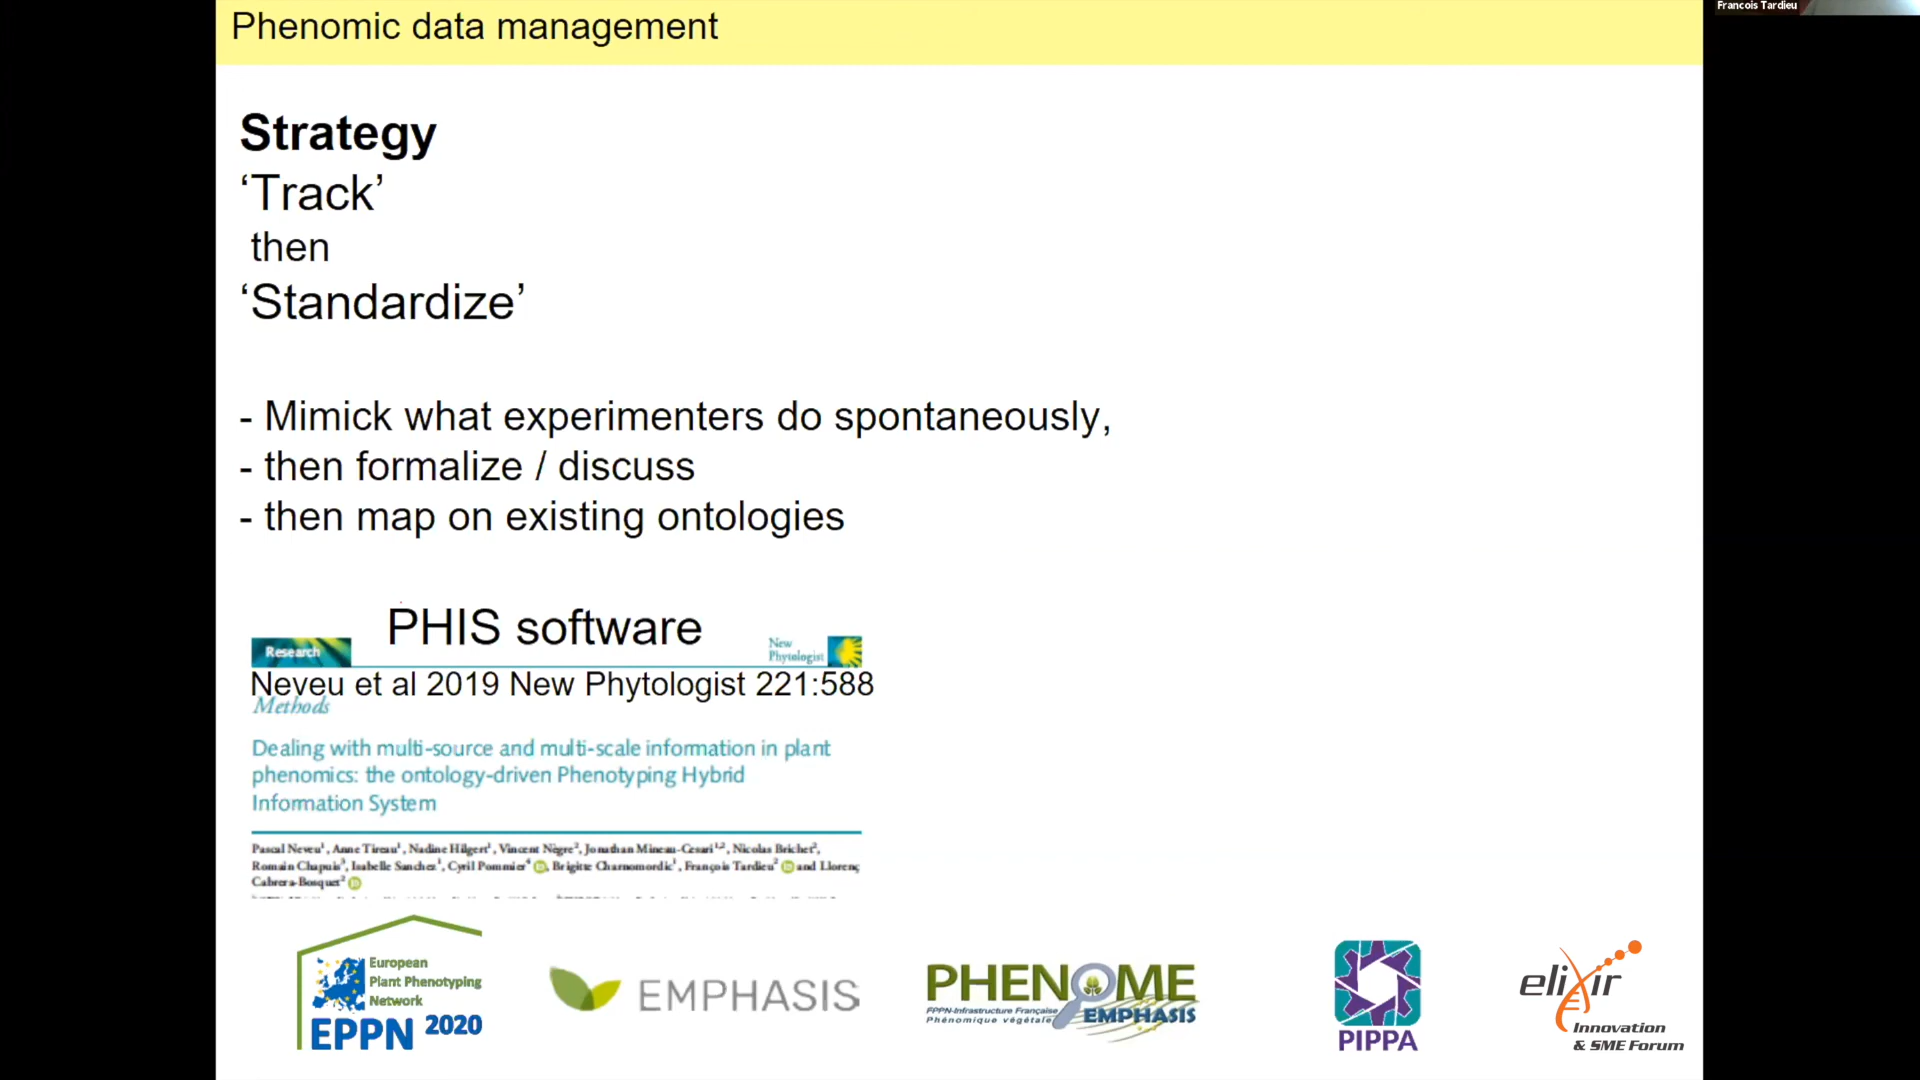 Francois Tardieu
Phenomic data management
Strategy
‘Track’
then
‘Standardize’
- Mimick what experimenters do spontaneously,
- then formalize / discuss
- then map on existing ontologies
PHIS software
Research
New
Phytologist
Neveu et al 2019 New Phytologist 221:588
Methods
Dealing with multi-source and multi-scale information in plant
phenomics: the ontology-driven Phenotyping Hybrid
Information System
Pascal Neveu¹, Anne Tireau¹, Nadine Hilgert¹, Vincent Nègre², Jonathan Mineau-Cesari¹,², Nicolas Brichet²,
Romain Chapuis³, Isabelle Sanchez¹, Cyril Pommier⁴, Brigitte Charnomordic¹, François Tardieu² and Llorenç
Cabrera-Bosquet²
European
Plant Phenotyping
Network
EPPN 2020
EMPHASIS
PHENOME
FPPN-Infrastructure Française
Phénomique végétale
EMPHASIS
PIPPA
elixir
Innovation
& SME Forum